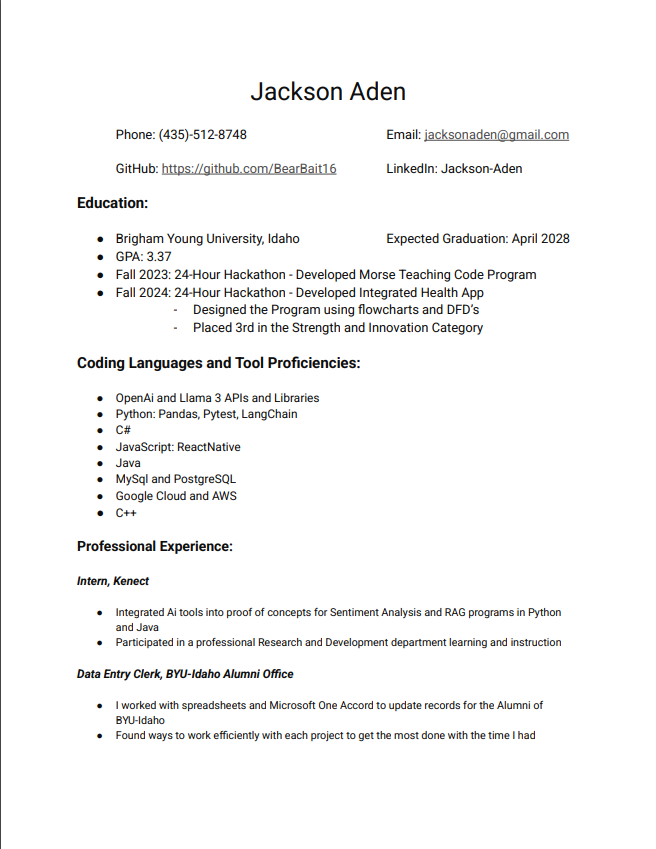 Jackson Aden
Phone: (435)-512-8748 Email: jacksonaden@gmail.com
GitHub: https://github.com/BearBait16 LinkedIn: Jackson-Aden
Education:
● Brigham Young University, Idaho Expected Graduation: April 2028
● GPA: 3.37
● Fall 2023: 24-Hour Hackathon - Developed Morse Teaching Code Program
● Fall 2024: 24-Hour Hackathon - Developed Integrated Health App
- Designed the Program using flowcharts and DFD's
- Placed 3rd in the Strength and Innovation Category
Coding Languages and Tool Proficiencies:
● OpenAi and Llama 3 APIs and Libraries
● Python: Pandas, Pytest, LangChain
● C#
● JavaScript: ReactNative
● Java
● MySql and PostgreSQL
● Google Cloud and AWS
● C++
Professional Experience:
Intern, Kenect
● Integrated Ai tools into proof of concepts for Sentiment Analysis and RAG programs in Python
and Java
● Participated in a professional Research and Development department learning and instruction
Data Entry Clerk, BYU-Idaho Alumni Office
● I worked with spreadsheets and Microsoft One Accord to update records for the Alumni of
BYU-Idaho
● Found ways to work efficiently with each project to get the most done with the time I had